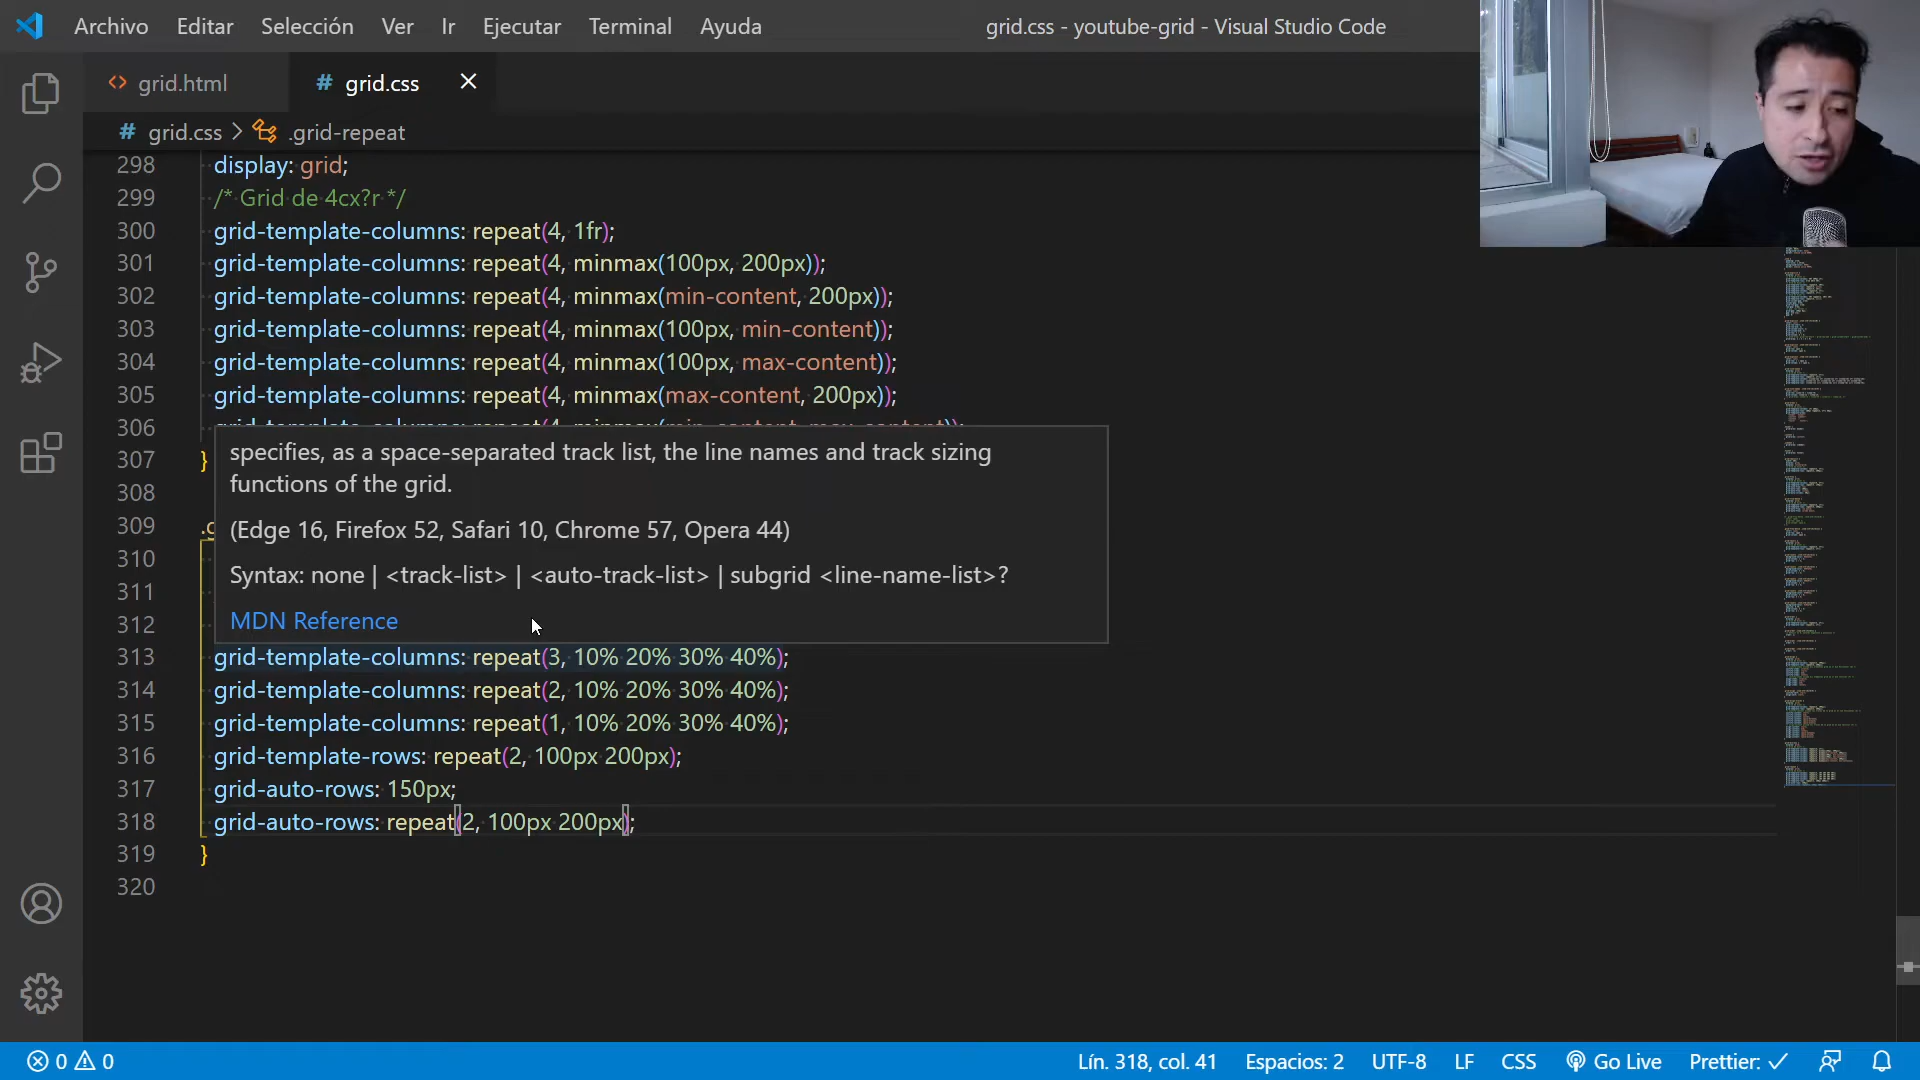 Archivo Editar Selección Ver Ir Ejecutar Terminal Ayuda
grid.css - youtube-grid - Visual Studio Code
<> grid.html
# grid.css
# grid.css > .grid-repeat
298 display: grid;
299 /* Grid de 4cx?r */
300 grid-template-columns: repeat(4, 1fr);
301 grid-template-columns: repeat(4, minmax(100px, 200px));
302 grid-template-columns: repeat(4, minmax(min-content, 200px));
303 grid-template-columns: repeat(4, minmax(100px, min-content));
304 grid-template-columns: repeat(4, minmax(100px, max-content));
305 grid-template-columns: repeat(4, minmax(max-content, 200px));
306 grid-template-columns: repeat(4, minmax(min-content, max-content));
307 }
308
309
310
311
312
specifies, as a space-separated track list, the line names and track sizing
functions of the grid.
(Edge 16, Firefox 52, Safari 10, Chrome 57, Opera 44)
Syntax: none | <track-list> | <auto-track-list> | subgrid <line-name-list>?
MDN Reference
313 grid-template-columns: repeat(3, 10% 20% 30% 40%);
314 grid-template-columns: repeat(2, 10% 20% 30% 40%);
315 grid-template-columns: repeat(1, 10% 20% 30% 40%);
316 grid-template-rows: repeat(2, 100px 200px);
317 grid-auto-rows: 150px;
318 grid-auto-rows: repeat(2, 100px 200px);
319 }
320
0 0
Lín. 318, col. 41 Espacios: 2 UTF-8 LF CSS Go Live Prettier: ✓